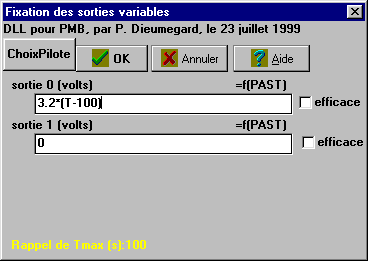 Fixation des sorties variables
DLL pour PMB, par P. Dieumegard, le 23 juillet 1999
ChoixPilote OK Annuler ? Aide
sortie 0 (volts) =f(PAST)
3.2*(T-100) efficace
sortie 1 (volts) =f(PAST)
0 efficace
Rappel de Tmax (s):100